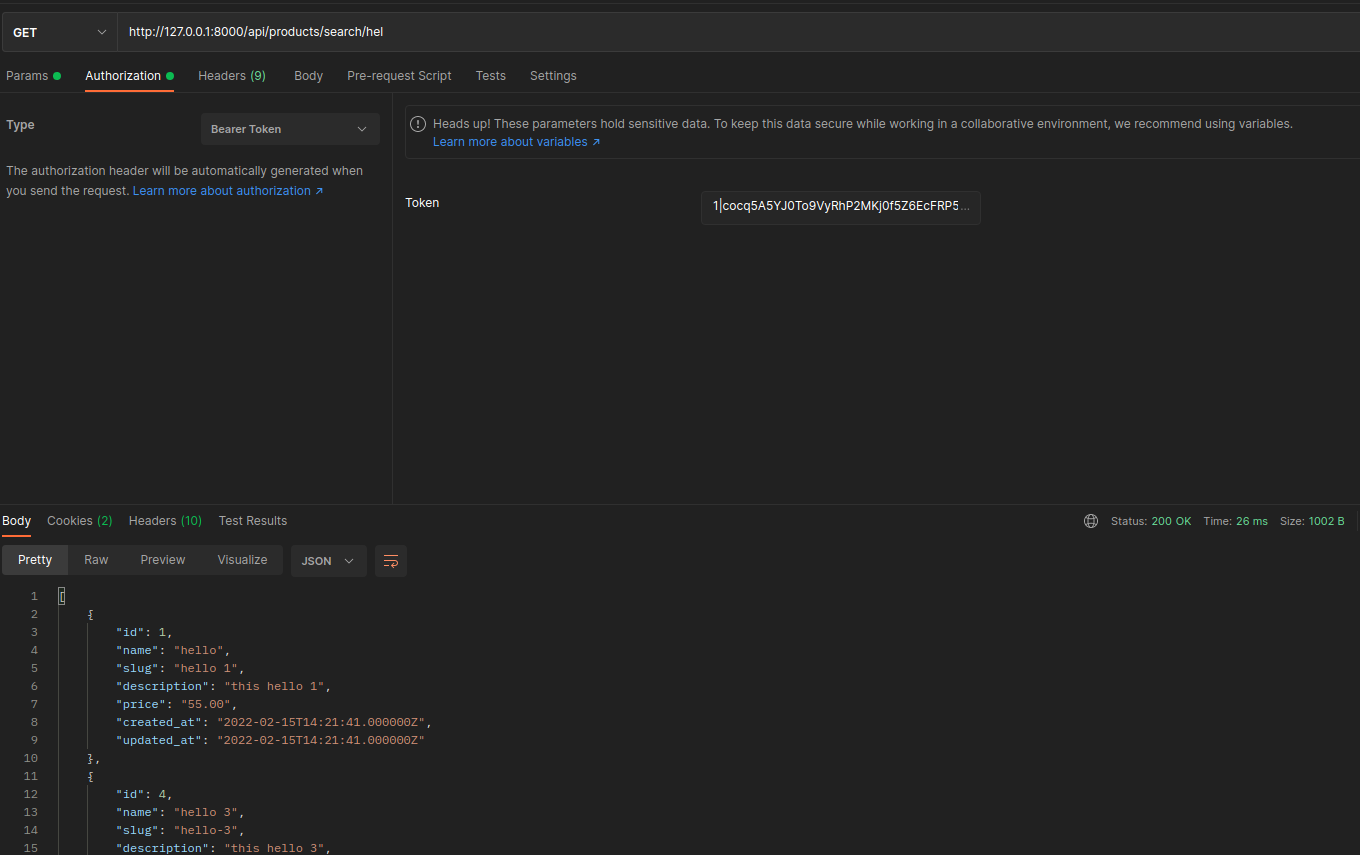 GET http://127.0.0.1:8000/api/products/search/hel
Params Authorization Headers (9) Body Pre-request Script Tests Settings
Type Bearer Token
The authorization header will be automatically generated when
you send the request. Learn more about authorization ↗
Heads up! These parameters hold sensitive data. To keep this data secure while working in a collaborative environment, we recommend using variables.
Learn more about variables ↗
Token 1|cocq5A5YJ0To9VyRhP2MKj0f5Z6EcFRP5...
Body Cookies (2) Headers (10) Test Results Status: 200 OK Time: 26 ms Size: 1002 B
Pretty Raw Preview Visualize JSON
1 [
2 {
3 "id": 1,
4 "name": "hello",
5 "slug": "hello 1",
6 "description": "this hello 1",
7 "price": "55.00",
8 "created_at": "2022-02-15T14:21:41.000000Z",
9 "updated_at": "2022-02-15T14:21:41.000000Z"
10 },
11 {
12 "id": 4,
13 "name": "hello 3",
14 "slug": "hello-3",
15 "description": "this hello 3",